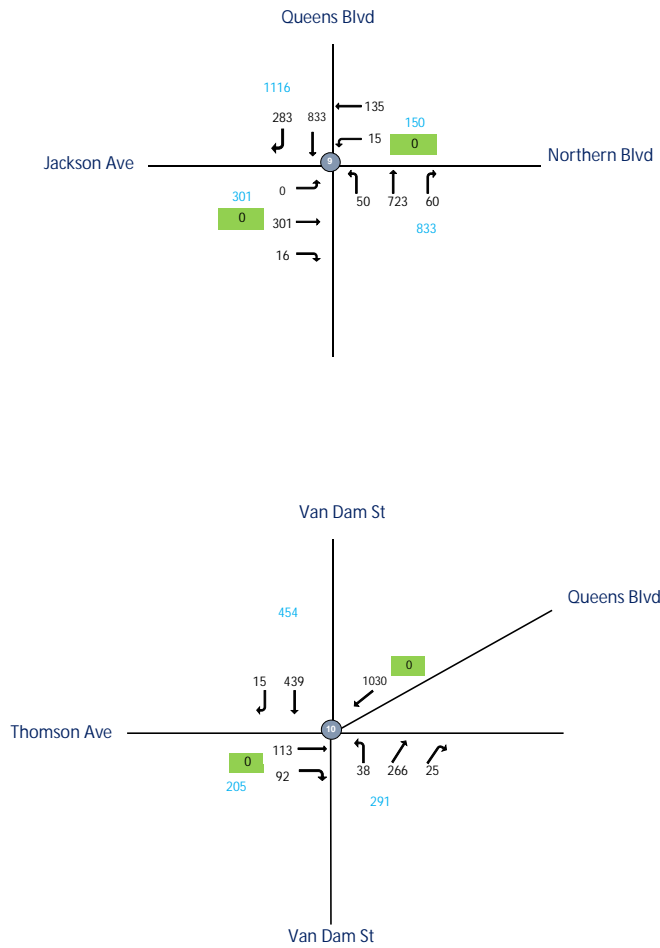 Queens Blvd
1116
135
283 833
150
15
0
9
Jackson Ave
Northern Blvd
0
301
50 723 60
0
301
833
16
Van Dam St
Queens Blvd
454
0
15 439
1030
10
Thomson Ave
113
0
38 266 25
92
205
291
Van Dam St